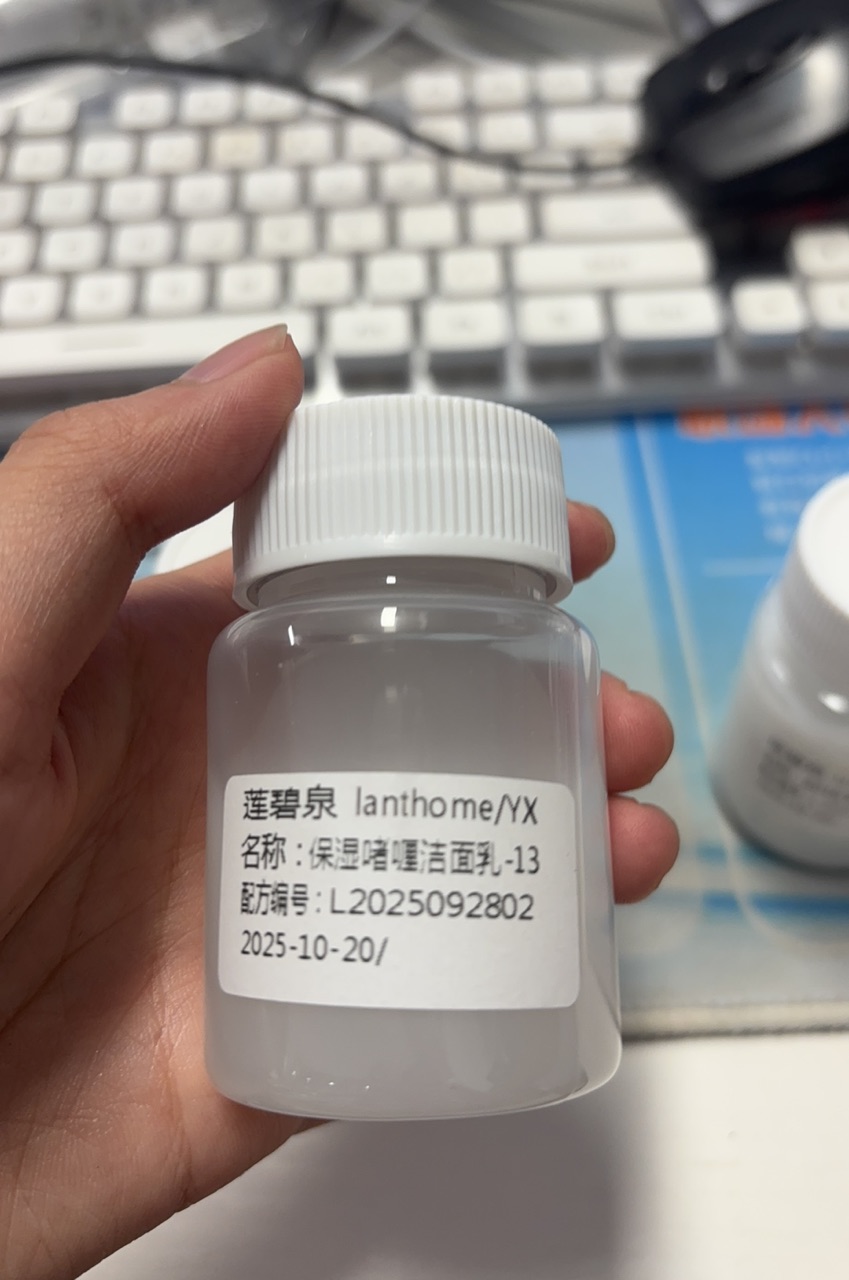 莲碧泉 lanthome/YX
名称：保湿啫喱洁面乳-13
配方编号：L2025092802
2025-10-20/